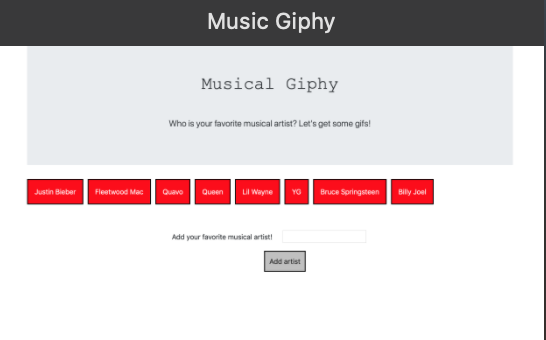 Music Giphy
Musical Giphy
Who is your favorite musical artist? Let's get some gifs!
Justin Bieber Fleetwood Mac Quavo Queen Lil Wayne YG Bruce Springsteen Billy Joel
Add your favorite musical artist!
Add artist